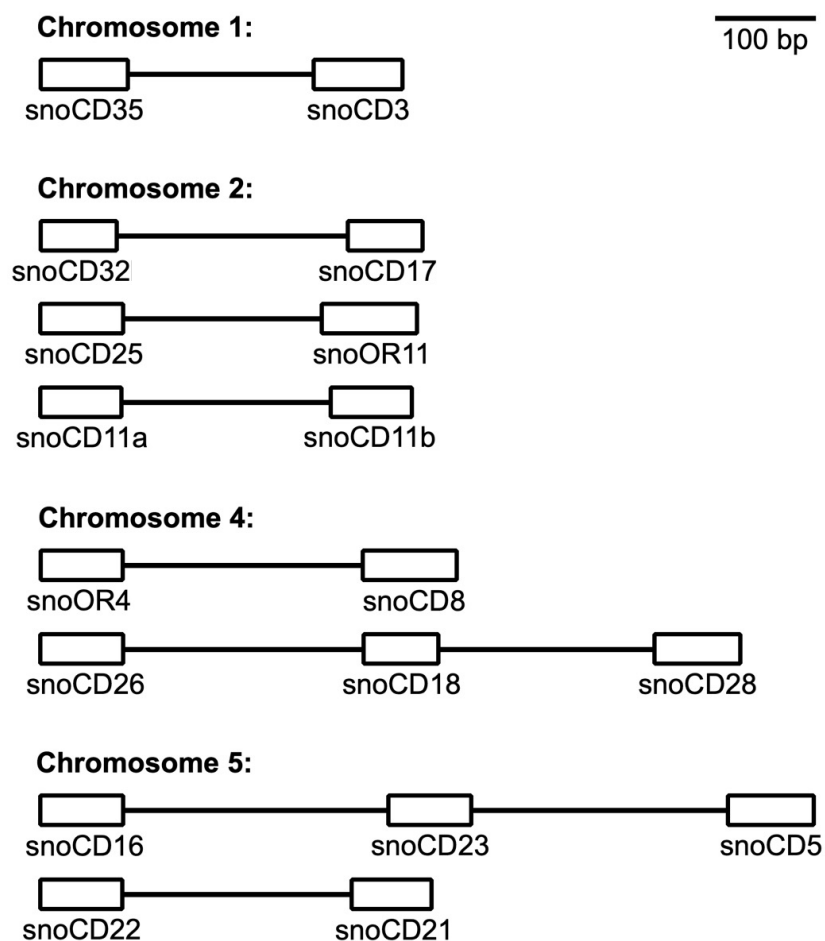 Chromosome 1:
100 bp
snoCD35 snoCD3
Chromosome 2:
snoCD32 snoCD17
snoCD25 snoOR11
snoCD11a snoCD11b
Chromosome 4:
snoOR4 snoCD8
snoCD26 snoCD18 snoCD28
Chromosome 5:
snoCD16 snoCD23 snoCD5
snoCD22 snoCD21